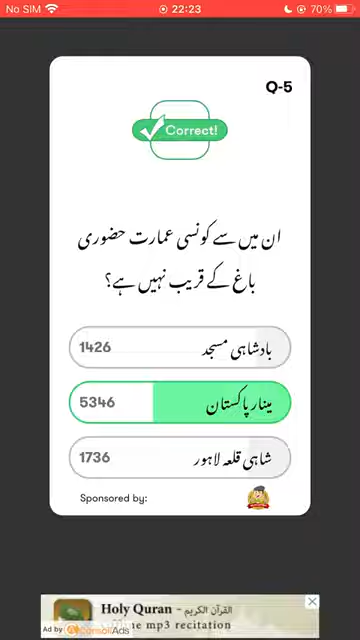 No SIM 22:23 70%
Q-5
Correct!
ان میں سے کونسی عمارت حضوری
باغ کے قریب نہیں ہے؟
1426 بادشاہی مسجد
5346 مینار پاکستان
1736 شاہی قلعہ لاہور
Sponsored by:
Holy Quran - القرآن الكريم
me mp3 recitation
Ad by ConsoliAds